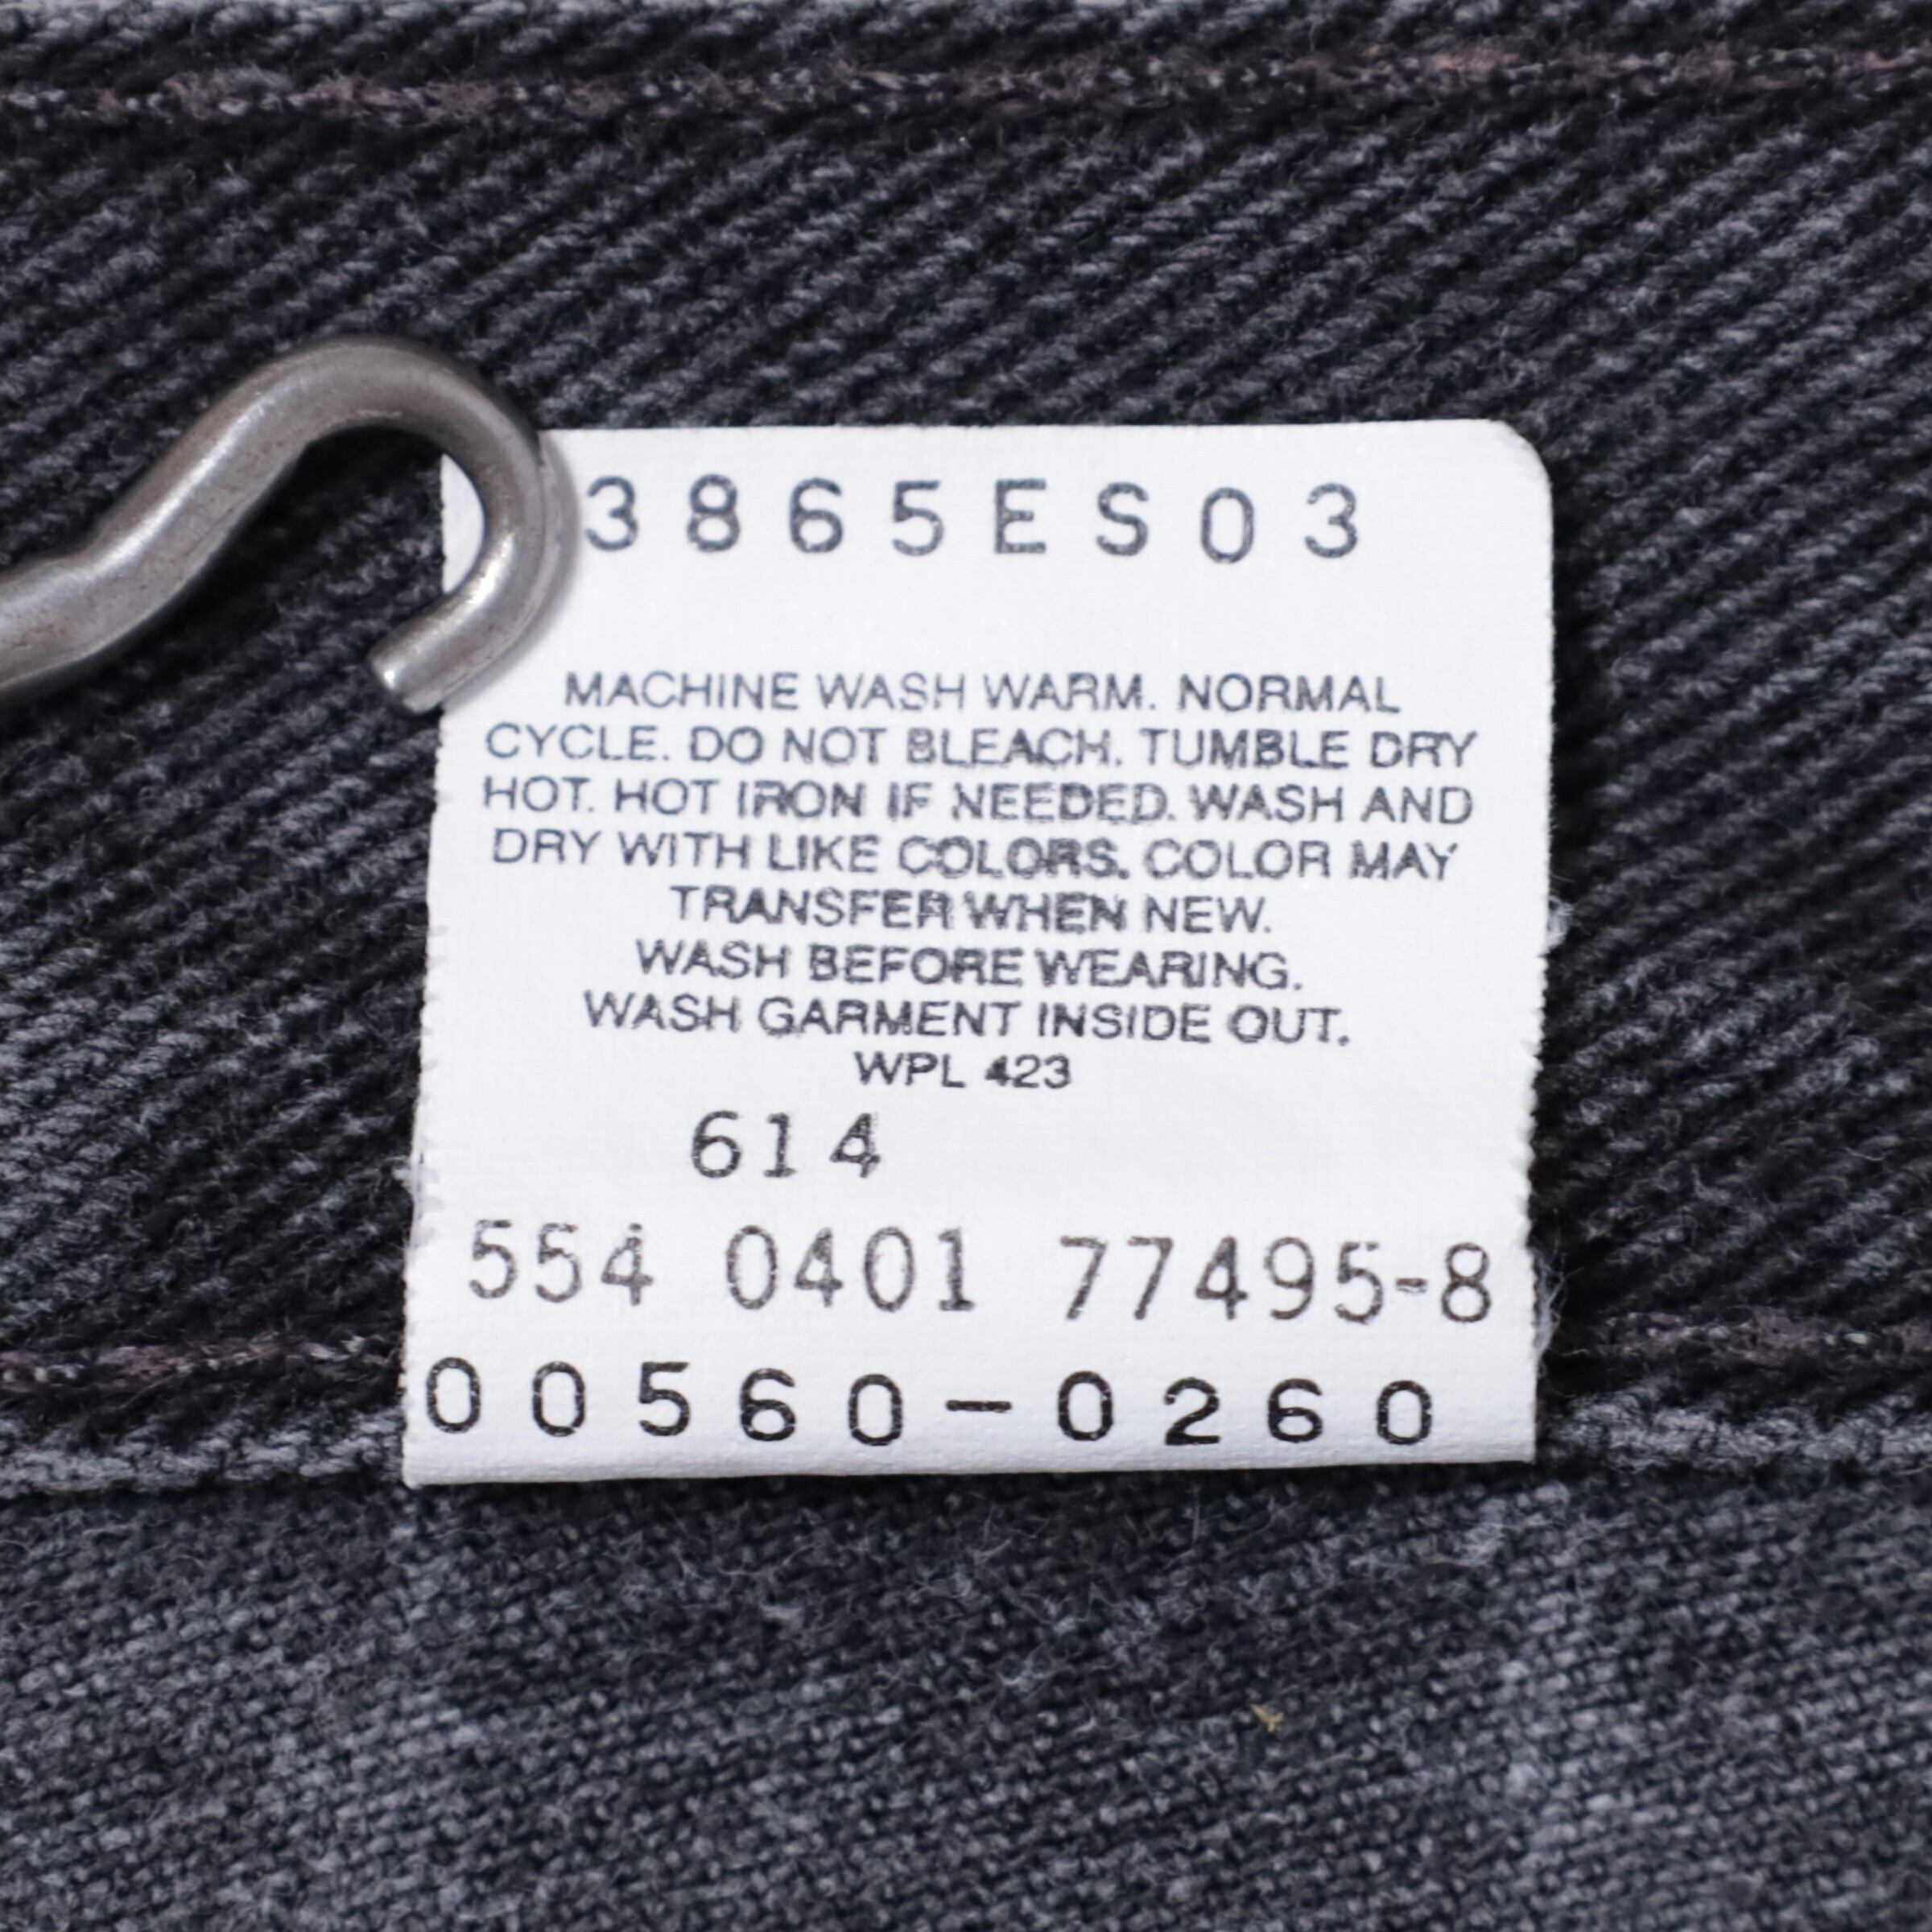 3865ES03
MACHINE WASH WARM. NORMAL
CYCLE. DO NOT BLEACH. TUMBLE DRY
HOT. HOT IRON IF NEEDED. WASH AND
DRY WITH LIKE COLORS. COLOR MAY
TRANSFER WHEN NEW.
WASH BEFORE WEARING.
WASH GARMENT INSIDE OUT.
WPL 423
614
554 0401 77495-8
00560-0260